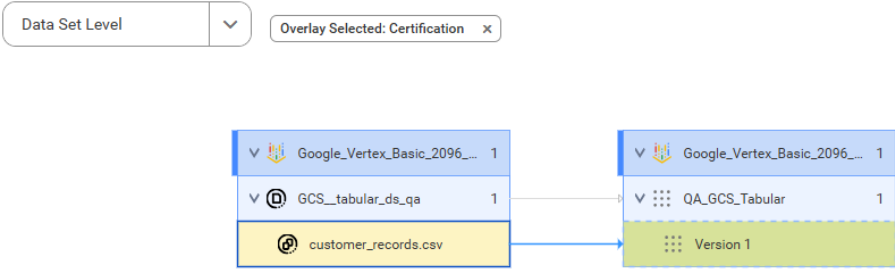 Data Set Level
Overlay Selected: Certification ×
Google_Vertex_Basic_2096_... 1
GCS__tabular_ds_qa 1
customer_records.csv
Google_Vertex_Basic_2096_... 1
QA_GCS_Tabular 1
Version 1